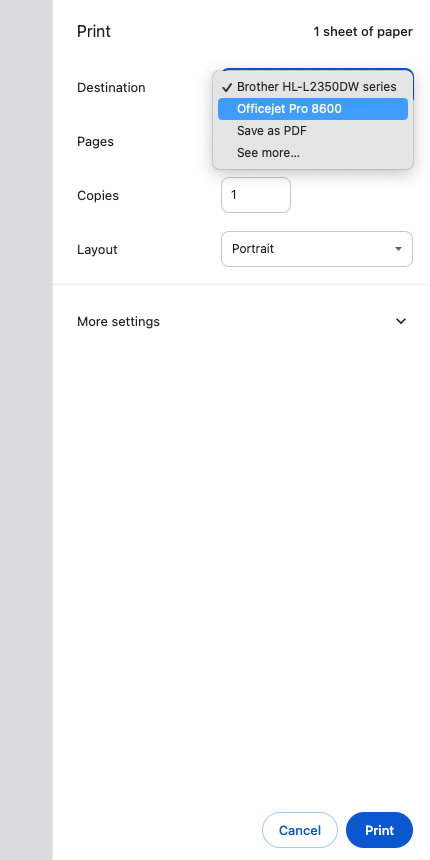 Print
1 sheet of paper
Destination
Brother HL-L2350DW series
Officejet Pro 8600
Save as PDF
See more...
Pages
Copies
1
Layout
Portrait
More settings
Cancel
Print